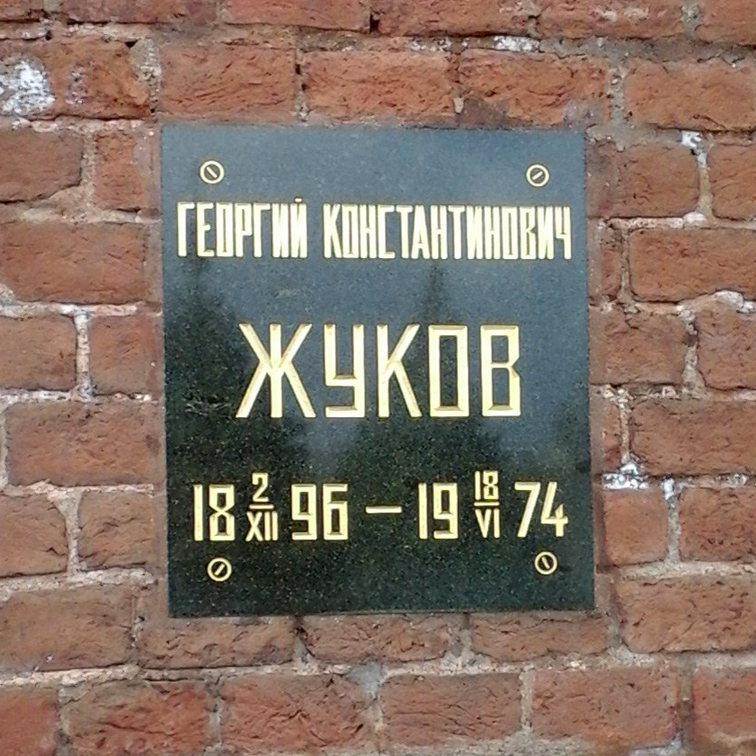 ГЕОРГИЙ КОНСТАНТИНОВИЧ
ЖУКОВ
18 2/XII 96 — 19 18/VI 74